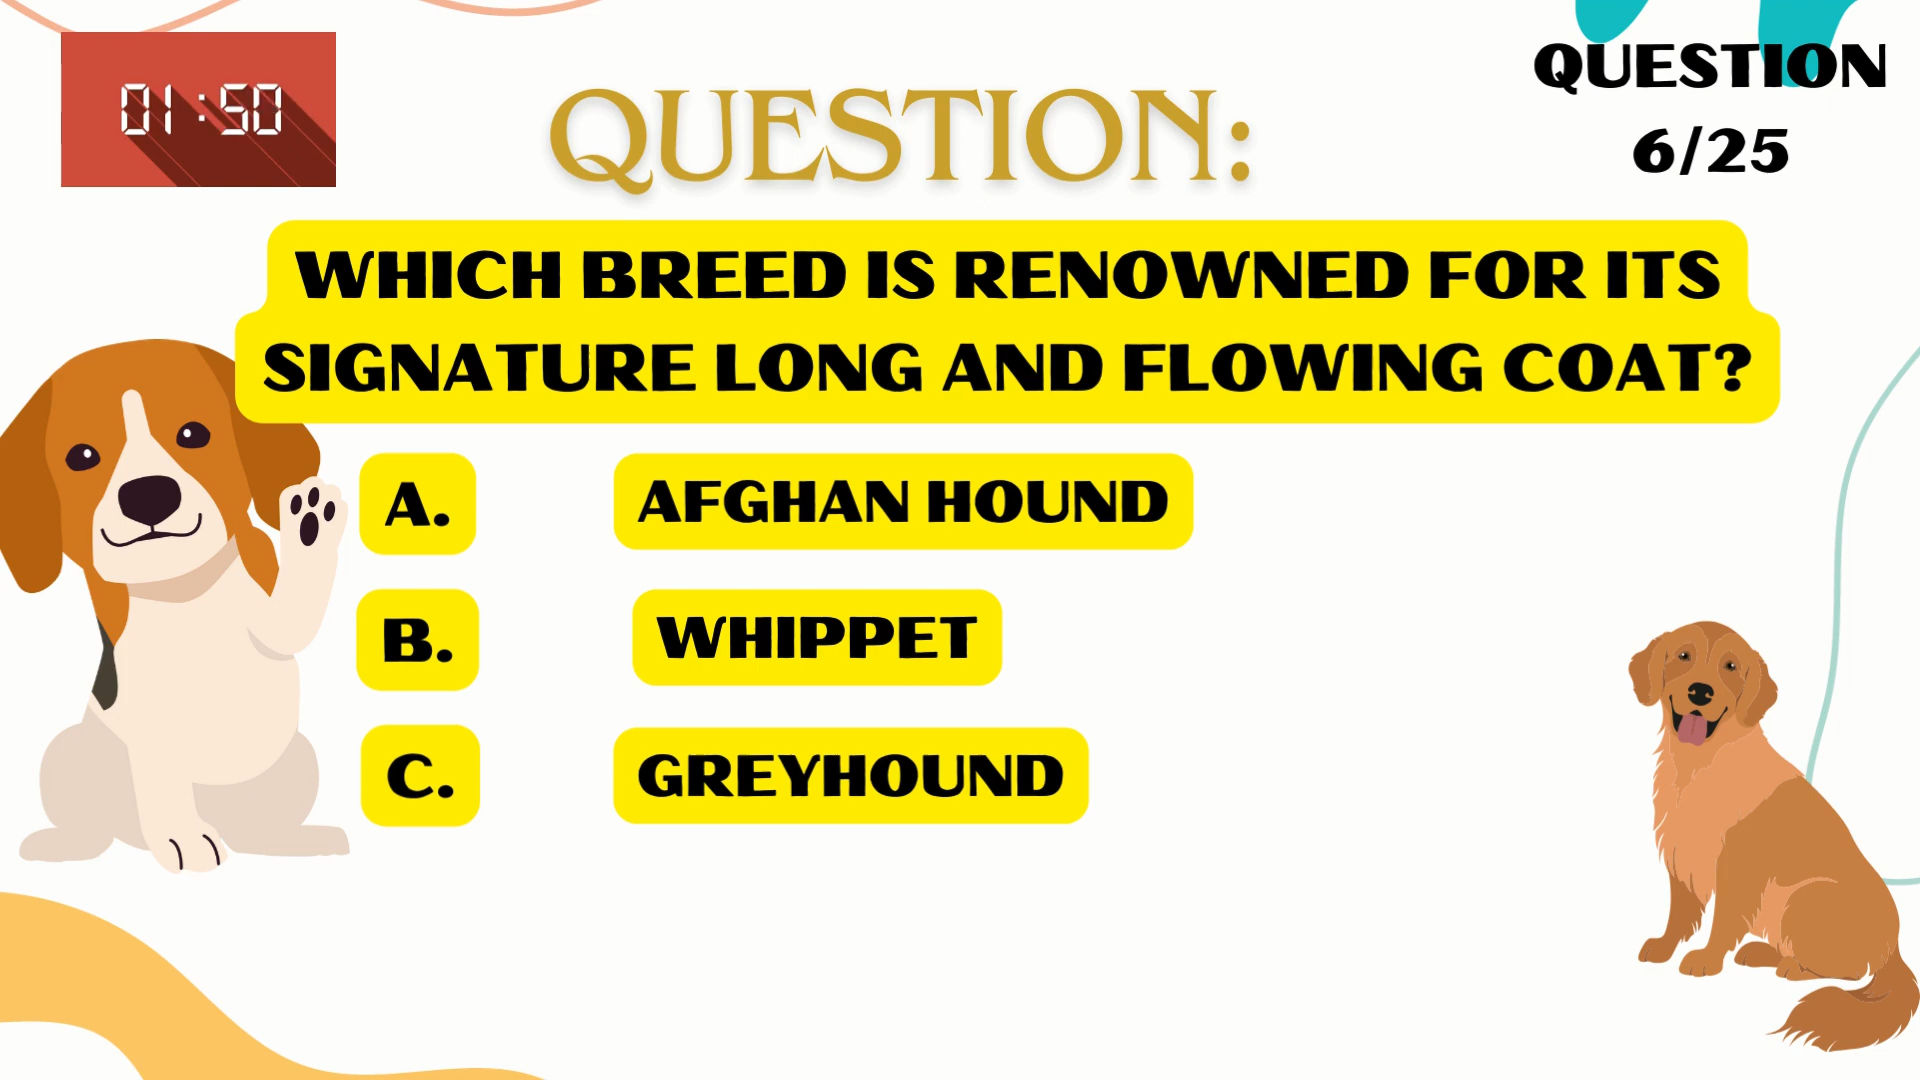 01:50
QUESTION:
QUESTION
6/25
WHICH BREED IS RENOWNED FOR ITS
SIGNATURE LONG AND FLOWING COAT?
A. AFGHAN HOUND
B. WHIPPET
C. GREYHOUND